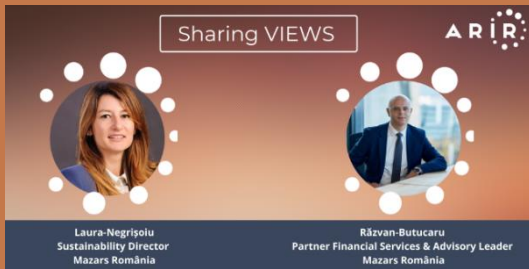 Sharing VIEWS
ARIR
Laura-Negrișoiu
Sustainability Director
Mazars România
Răzvan-Butucaru
Partner Financial Services & Advisory Leader
Mazars România